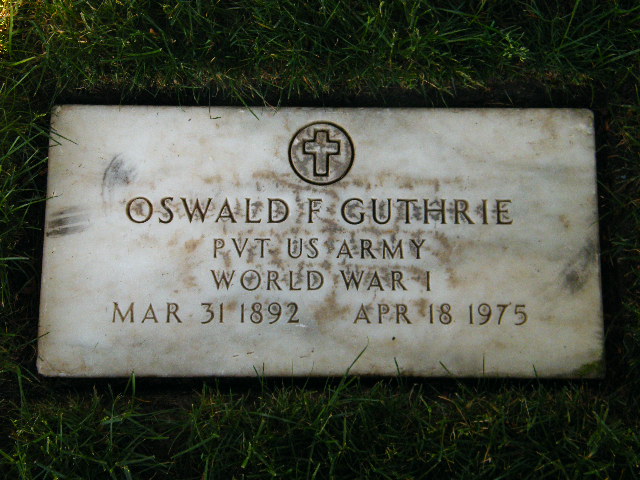 OSWALD F GUTHRIE
PVT US ARMY
WORLD WAR I
MAR 31 1892 APR 18 1975